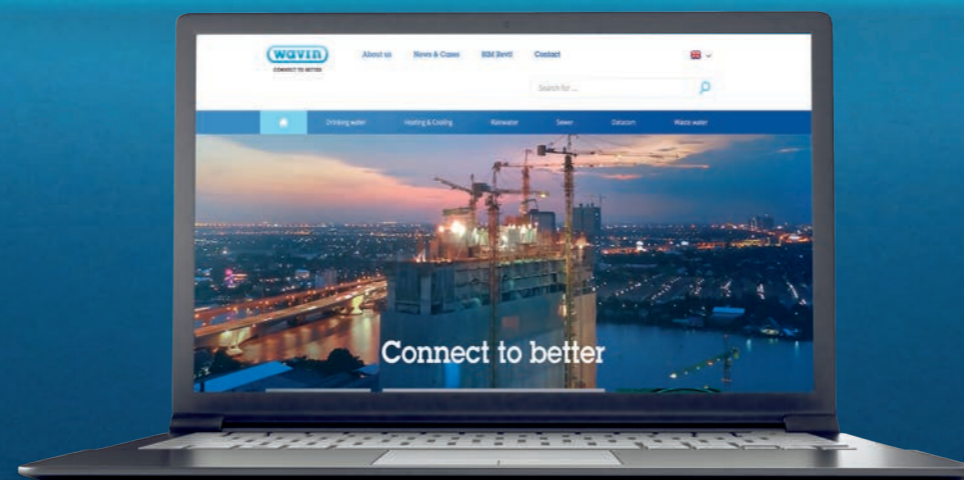 wavin
CONNECT TO BETTER
About us News & Cases BIM Revit Contact
Search for ...
Drinking water Heating & Cooling Rainwater Sewer Datacom Waste water
Connect to better